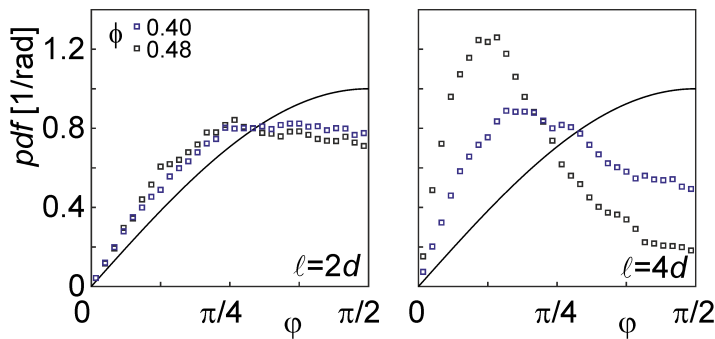 ϕ 0.40
0.48
pdf [1/rad]
1.2
0.8
0.4
0
ℓ=2d
0 π/4 φ π/2
ℓ=4d
0 π/4 φ π/2